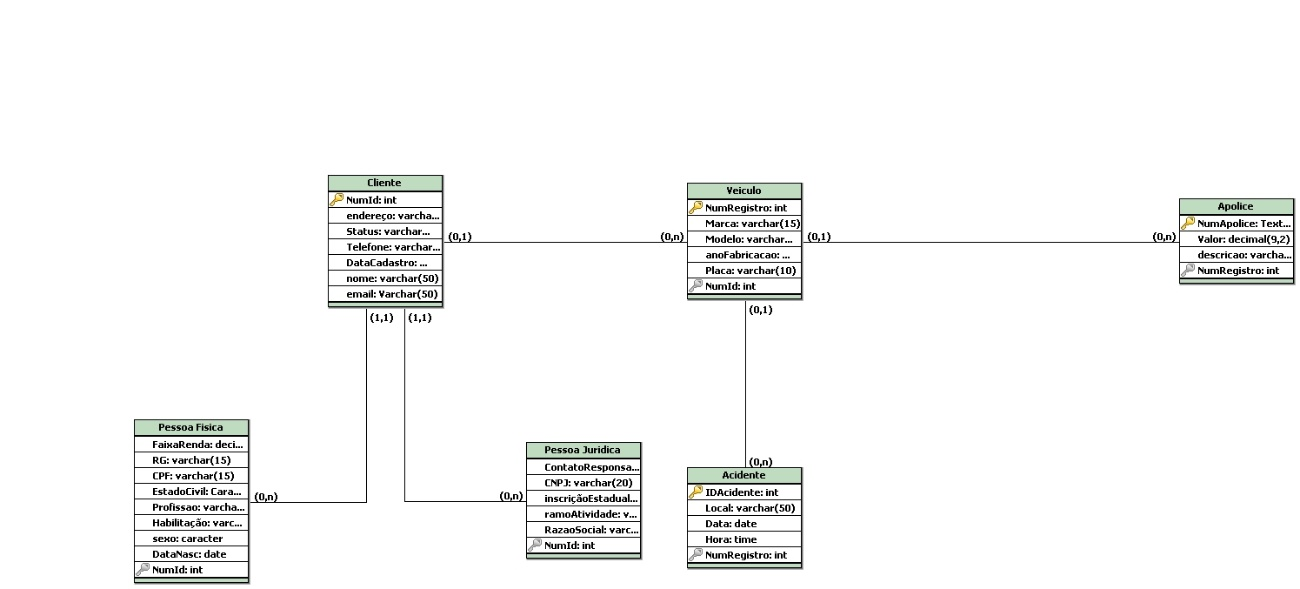 Cliente
NumId: int
endereço: varcha...
Status: varchar...
Telefone: varchar...
DataCadastro: ...
nome: varchar(50)
email: Varchar(50)
(0,1)
(0,n)
(1,1)
(1,1)
Veiculo
NumRegistro: int
Marca: varchar(15)
Modelo: varchar...
anoFabricacao: ...
Placa: varchar(10)
NumId: int
(0,1)
(0,n)
(0,1)
Apolice
NumApolice: Text...
Valor: decimal(9,2)
descricao: varcha...
NumRegistro: int
Pessoa Fisica
FaixaRenda: deci...
RG: varchar(15)
CPF: varchar(15)
EstadoCivil: Cara...
Profissao: varcha...
Habilitação: varc...
sexo: caracter
DataNasc: date
NumId: int
(0,n)
Pessoa Juridica
ContatoResponsa...
CNPJ: varchar(20)
inscriçãoEstadual...
ramoAtividade: v...
RazaoSocial: varc...
NumId: int
(0,n)
(0,n)
Acidente
IDAcidente: int
Local: varchar(50)
Data: date
Hora: time
NumRegistro: int